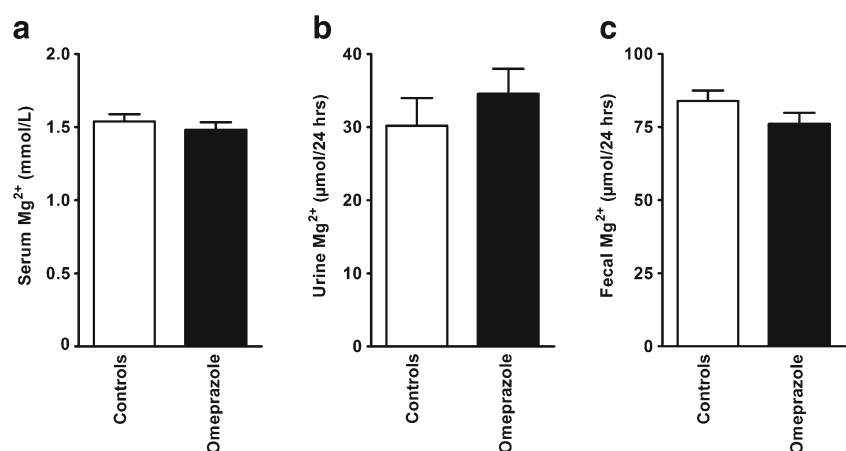 a
Serum Mg²⁺ (mmol/L)
2.0
1.5
1.0
0.5
0
Controls
Omeprazole
b
Urine Mg²⁺ (µmol/24 hrs)
40
30
20
10
0
Controls
Omeprazole
c
Fecal Mg²⁺ (µmol/24 hrs)
100
75
50
25
0
Controls
Omeprazole